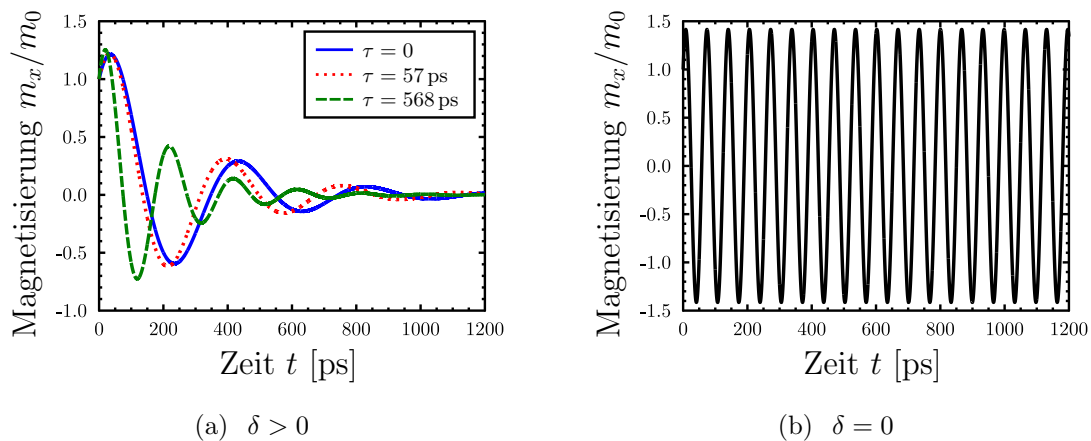 1.5
1.0
0.5
0.0
-0.5
-1.0
0 200 400 600 800 1000 1200
Magnetisierung m_x/m_0
Zeit t [ps]
τ = 0
τ = 57 ps
τ = 568 ps
(a) δ > 0
1.5
1.0
0.5
0.0
-0.5
-1.0
-1.5
0 200 400 600 800 1000 1200
Magnetisierung m_x/m_0
Zeit t [ps]
(b) δ = 0